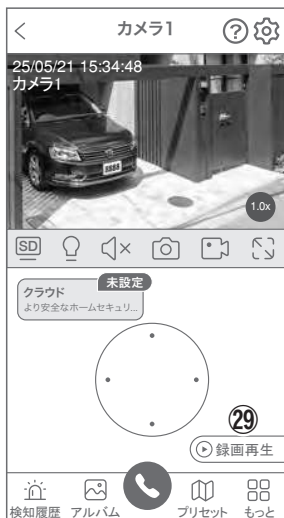 カメラ1
?
25/05/21 15:34:48
カメラ1
1.0x
SD
未設定
クラウド
より安全なホームセキュリ...
㉙
録画再生
検知履歴 アルバム プリセット もっと